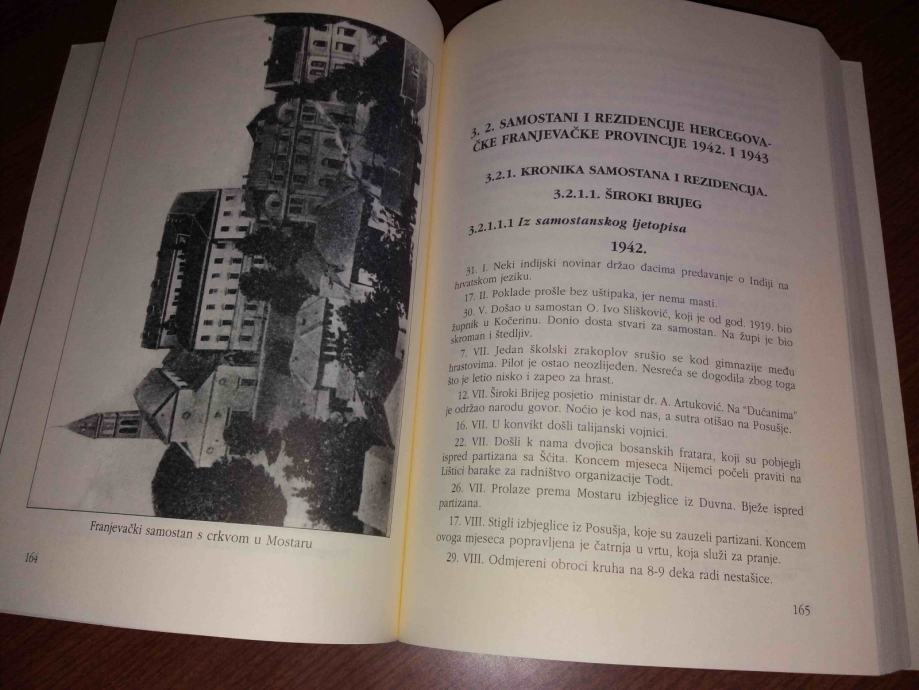 Franjevački samostan s crkvom u Mostaru
164
3. 2. SAMOSTANI I REZIDENCIJE HERCEGOVA-
ČKE FRANJEVAČKE PROVINCIJE 1942. I 1943
3.2.1. KRONIKA SAMOSTANA I REZIDENCIJA.
3.2.1.1. ŠIROKI BRIJEG
3.2.1.1.1 Iz samostanskog ljetopisa
1942.
31. I. Neki indijski novinar držao đacima predavanje o Indiji na
hrvatskom jeziku.
17. II. Poklade prošle bez uštipaka, jer nema masti.
30. V. Došao u samostan O. Ivo Slišković, koji je od god. 1919. bio
župnik u Kočerinu. Donio dosta stvari za samostan. Na župi je bio
skroman i štedljiv.
7. VII. Jedan školski zrakoplov srušio se kod gimnazije među
hrastovima. Pilot je ostao neozlijeđen. Nesreća se dogodila zbog toga
što je letio nisko i zapeo za hrast.
12. VII. Široki Brijeg posjetio ministar dr. A. Artuković. Na "Dućanima"
je održao narodu govor. Noćio je kod nas, a sutra otišao na Posušje.
16. VII. U konvikt došli talijanski vojnici.
22. VII. Došli k nama dvojica bosanskih fratara, koji su pobjegli
ispred partizana sa Šćita. Koncem mjeseca Nijemci počeli praviti na
Lištici barake za radništvo organizacije Todt.
26. VII. Prolaze prema Mostaru izbjeglice iz Duvna. Bježe ispred
partizana.
17. VIII. Stigli izbjeglice iz Posušja, koje su zauzeli partizani. Koncem
ovoga mjeseca popravljena je čatrnja u vrtu, koja služi za pranje.
29. VIII. Odmjereni obroci kruha na 8-9 deka radi nestašice.
165